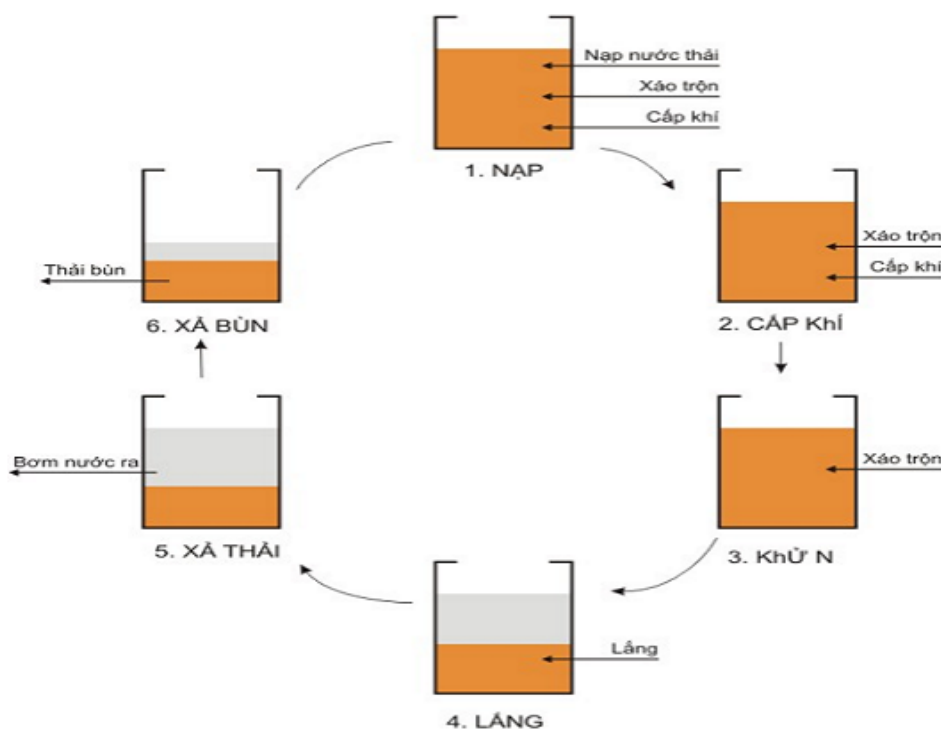 Nạp nước thải
Xáo trộn
Cấp khí
1. NẠP
Xáo trộn
Cấp khí
2. CẤP KhÍ
Xáo trộn
3. KhỬ N
Lắng
4. LẮNG
Bơm nước ra
5. XẢ THẢI
Thải bùn
6. XẢ BÙN